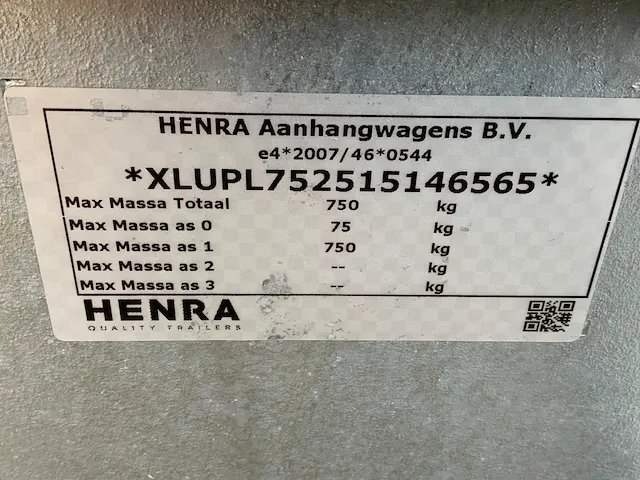 HENRA Aanhangwagens B.V.
e4*2007/46*0544
*XLUPL752515146565*
Max Massa Totaal 750 kg
Max Massa as 0 75 kg
Max Massa as 1 750 kg
Max Massa as 2 -- kg
Max Massa as 3 -- kg
HENRA
QUALITY TRAILERS